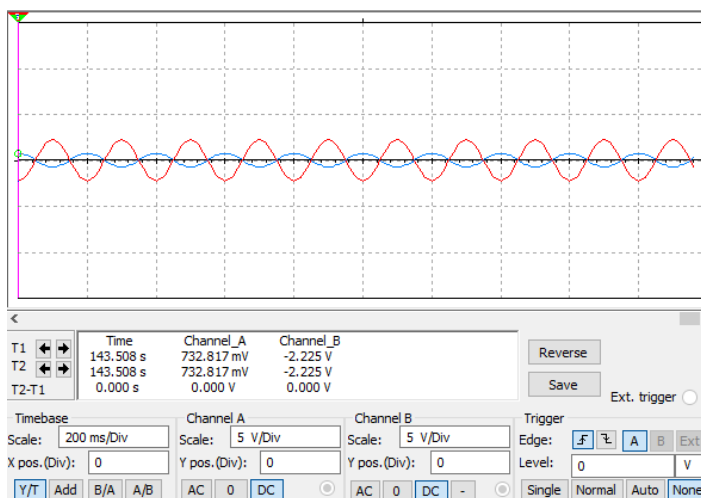 Time Channel_A Channel_B
T1 143.508 s 732.817 mV -2.225 V
T2 143.508 s 732.817 mV -2.225 V
T2-T1 0.000 s 0.000 V 0.000 V
Reverse
Save
Ext. trigger
Timebase
Scale: 200 ms/Div
X pos.(Div): 0
Y/T Add B/A A/B
Channel A
Scale: 5 V/Div
Y pos.(Div): 0
AC 0 DC
Channel B
Scale: 5 V/Div
Y pos.(Div): 0
AC 0 DC -
Trigger
Edge: A B Ext
Level: 0 V
Single Normal Auto None